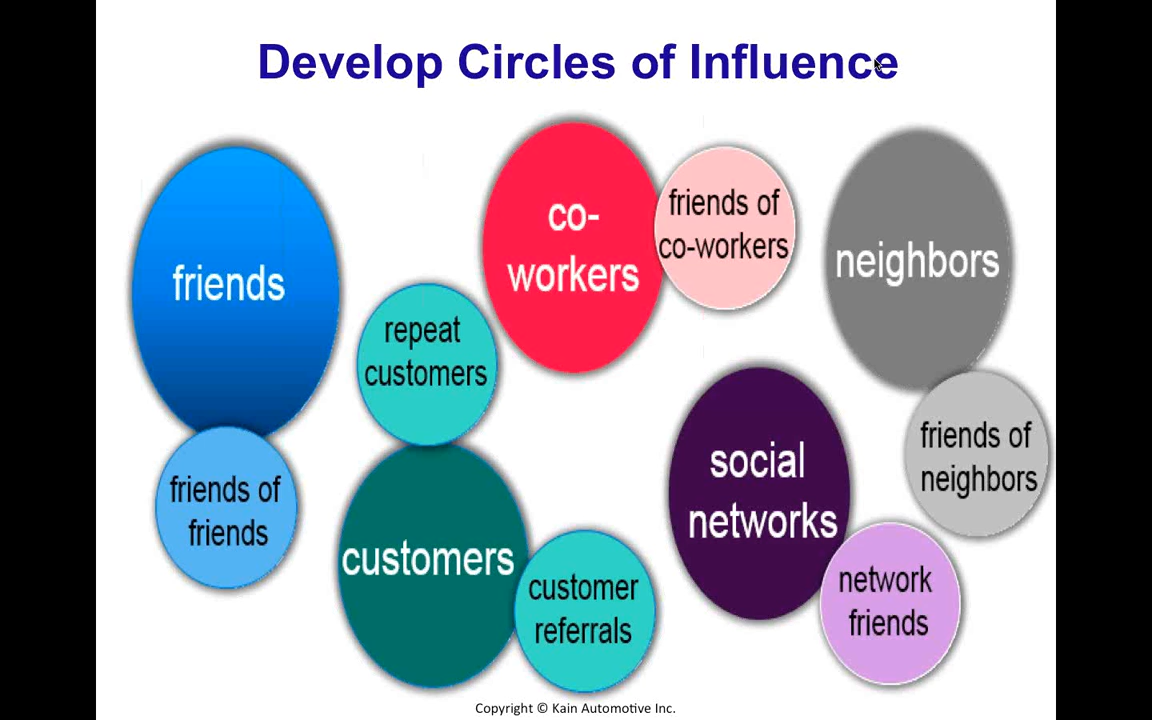 Develop Circles of Influence
friends
friends of
friends
repeat
customers
customers
customer
referrals
co-
workers
friends of
co-workers
social
networks
network
friends
neighbors
friends of
neighbors
Copyright © Kain Automotive Inc.